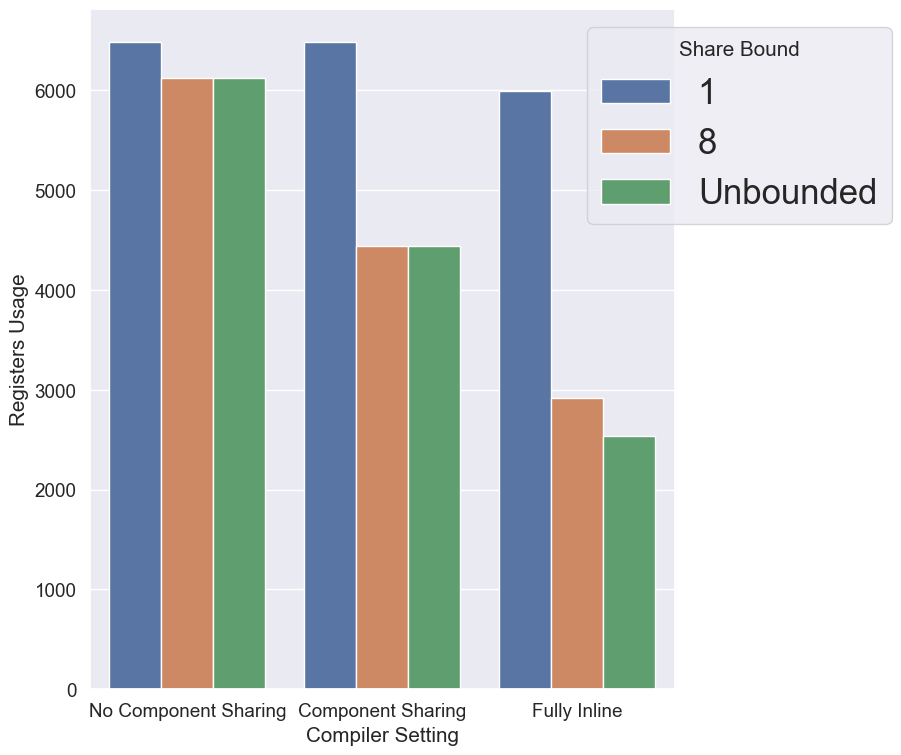 Share Bound
1
8
Unbounded
Registers Usage
6000
5000
4000
3000
2000
1000
0
No Component Sharing
Component Sharing
Fully Inline
Compiler Setting